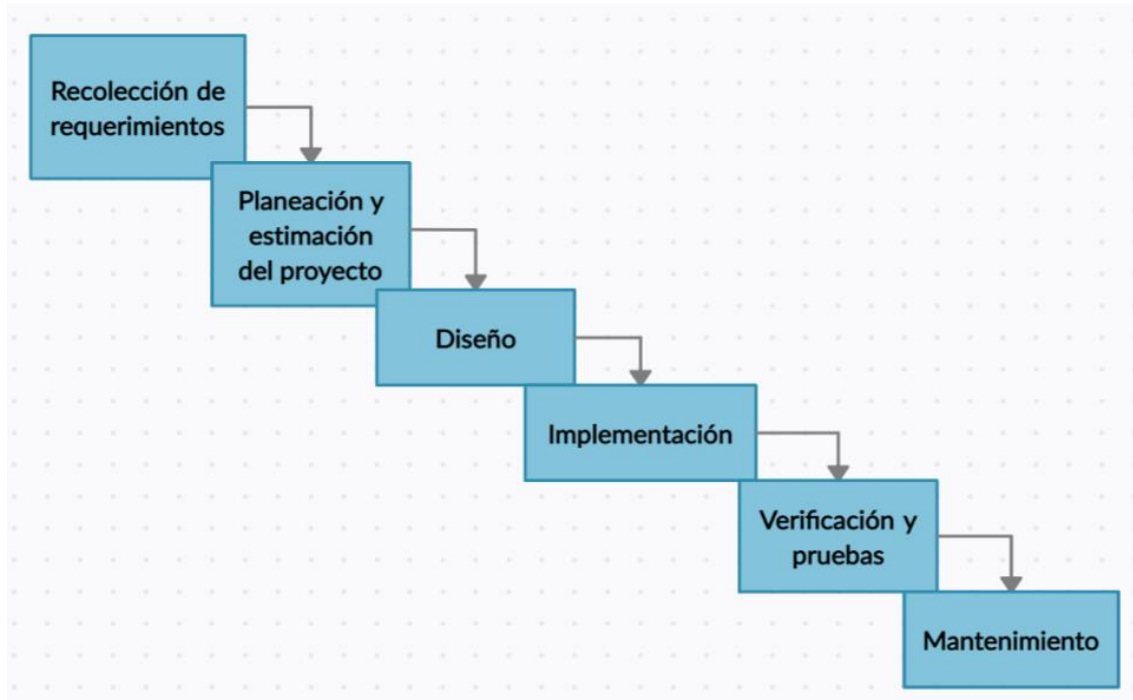 Recolección de
requerimientos
Planeación y
estimación
del proyecto
Diseño
Implementación
Verificación y
pruebas
Mantenimiento